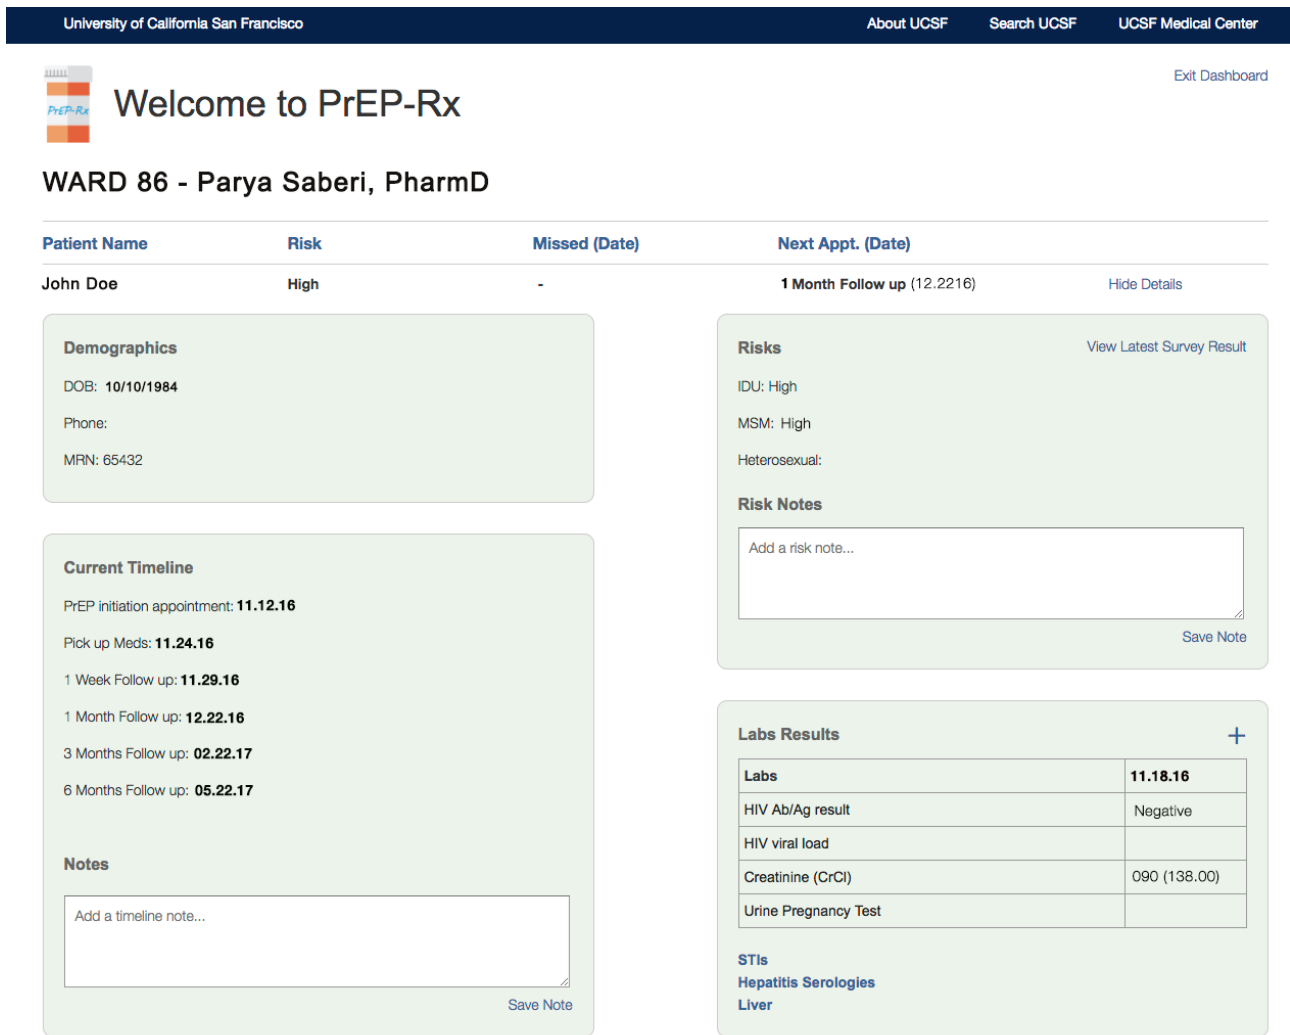 University of California San Francisco About UCSF Search UCSF UCSF Medical Center
Exit Dashboard
PrEP-Rx
Welcome to PrEP-Rx
WARD 86 - Parya Saberi, PharmD
Patient Name Risk Missed (Date) Next Appt. (Date)
John Doe High - 1 Month Follow up (12.2216) Hide Details
Demographics
DOB: 10/10/1984
Phone:
MRN: 65432
Current Timeline
PrEP initiation appointment: 11.12.16
Pick up Meds: 11.24.16
1 Week Follow up: 11.29.16
1 Month Follow up: 12.22.16
3 Months Follow up: 02.22.17
6 Months Follow up: 05.22.17
Notes
Add a timeline note...
Save Note
Risks View Latest Survey Result
IDU: High
MSM: High
Heterosexual:
Risk Notes
Add a risk note...
Save Note
Labs Results +
Labs 11.18.16
HIV Ab/Ag result Negative
HIV viral load
Creatinine (CrCl) 090 (138.00)
Urine Pregnancy Test
STIs
Hepatitis Serologies
Liver